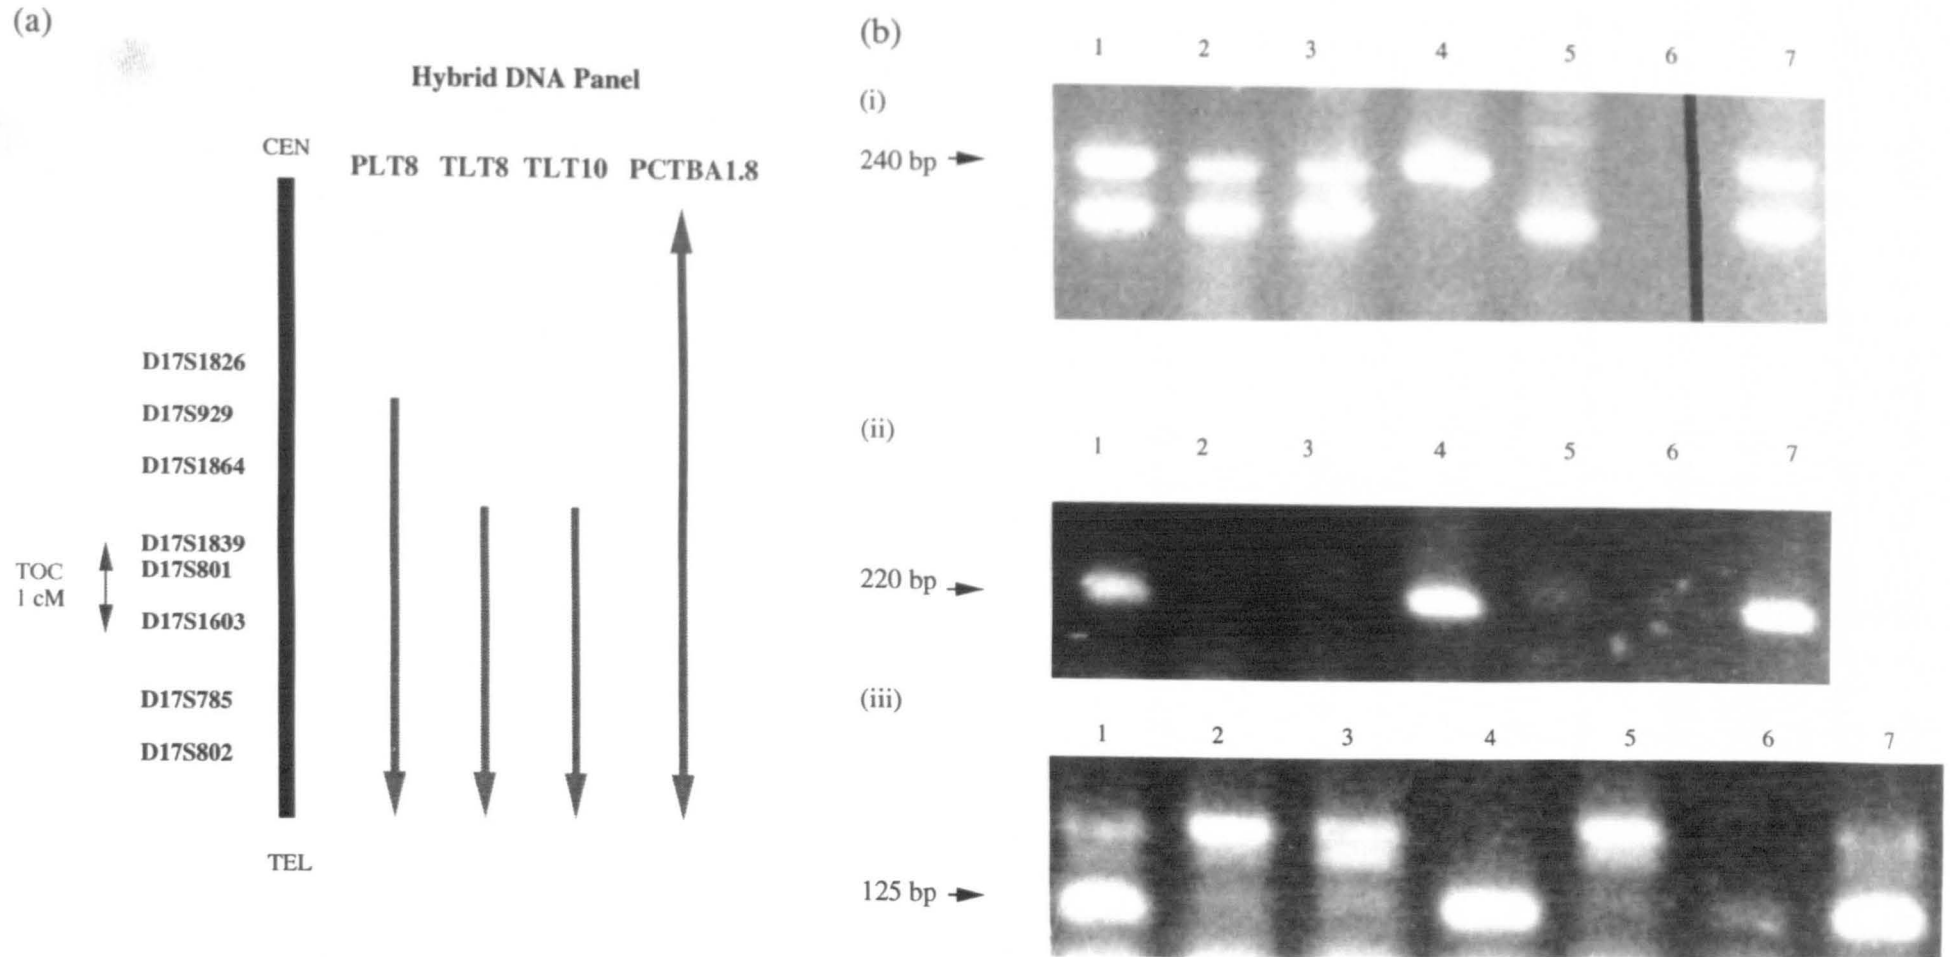 (a)
Hybrid DNA Panel
CEN
PLT8 TLT8 TLT10 PCTBA1.8
D17S1826
D17S929
D17S1864
D17S1839
TOC
1 cM
D17S801
D17S1603
D17S785
D17S802
TEL
(b)
1 2 3 4 5 6 7
(i)
240 bp
(ii)
1 2 3 4 5 6 7
220 bp
(iii)
1 2 3 4 5 6 7
125 bp